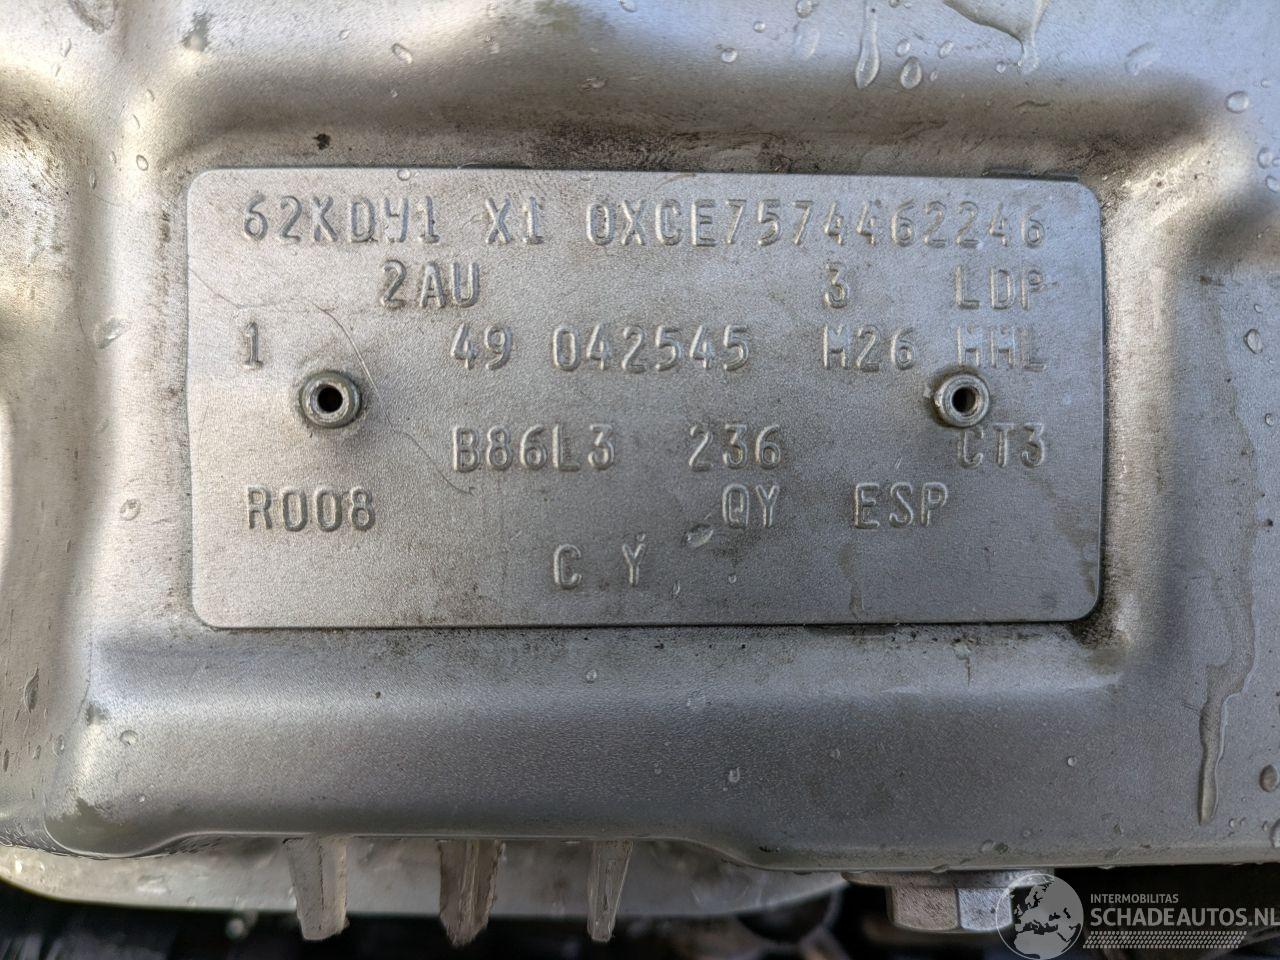 62XDY1 X1 0XCE7574462246
2AU 3 LDP
1 49 042545 M26 HHL
B86L3 236 CT3
R008 QY ESP
C Y
INTERMOBILITAS
SCHADEAUTOS.NL